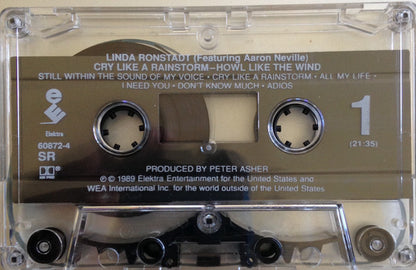 LINDA RONSTADT (Featuring Aaron Neville)
CRY LIKE A RAINSTORM - HOWL LIKE THE WIND
STILL WITHIN THE SOUND OF MY VOICE • CRY LIKE A RAINSTORM • ALL MY LIFE •
I NEED YOU • DON'T KNOW MUCH • ADIOS
e
Elektra
60872-4
SR
1
(21:35)
PRODUCED BY PETER ASHER
℗ © 1989 Elektra Entertainment for the United States and
WEA International Inc. for the world outside of the United States